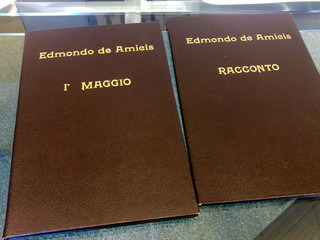 Edmondo de Amicis
I° MAGGIO
Edmondo de Amicis
RACCONTO